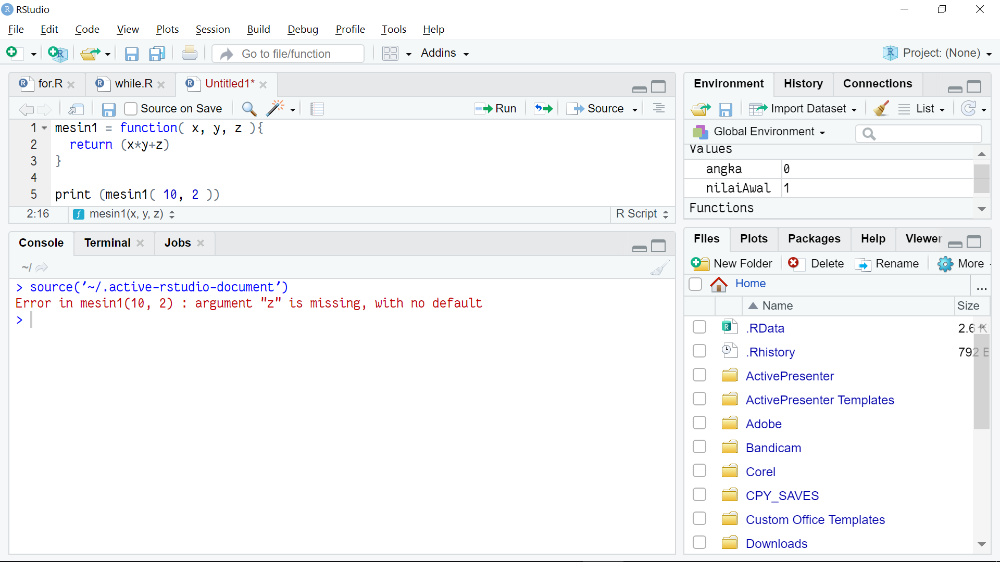 RStudio
File Edit Code View Plots Session Build Debug Profile Tools Help
Go to file/function Addins Project: (None)
for.R while.R Untitled1*
Source on Save Run Source
1 mesin1 = function( x, y, z ){
2 return (x*y+z)
3 }
4
5 print (mesin1( 10, 2 ))
2:16 mesin1(x, y, z) R Script
Console Terminal Jobs
~/
> source('~/.active-rstudio-document')
Error in mesin1(10, 2) : argument "z" is missing, with no default
>
Environment History Connections
Import Dataset List
Global Environment
Values
angka 0
nilaiAwal 1
Functions
Files Plots Packages Help Viewer
New Folder Delete Rename More
Home ...
Name Size
.RData 2.6 K
.Rhistory 792 B
ActivePresenter
ActivePresenter Templates
Adobe
Bandicam
Corel
CPY_SAVES
Custom Office Templates
Downloads